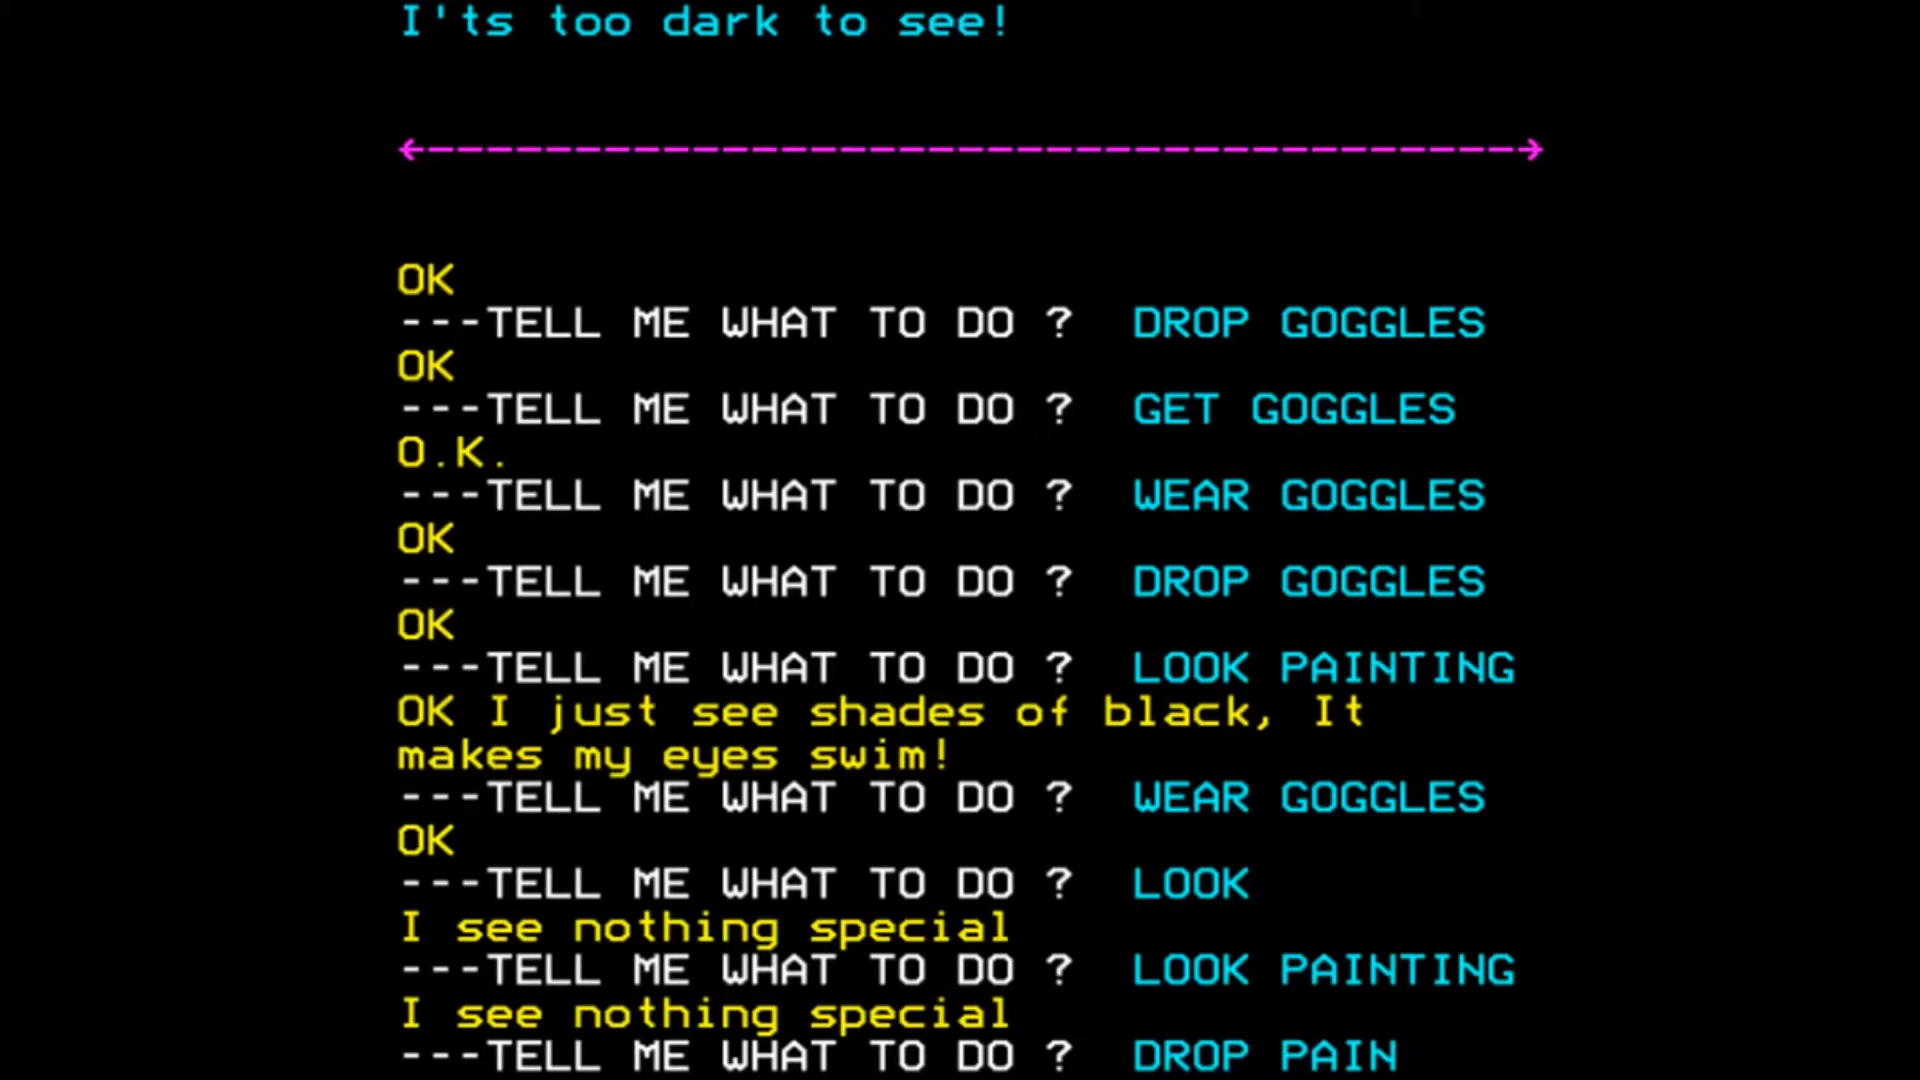 I'ts too dark to see!
<-------------------------------------->
OK
---TELL ME WHAT TO DO ?  DROP GOGGLES
OK
---TELL ME WHAT TO DO ?  GET GOGGLES
O.K.
---TELL ME WHAT TO DO ?  WEAR GOGGLES
OK
---TELL ME WHAT TO DO ?  DROP GOGGLES
OK
---TELL ME WHAT TO DO ?  LOOK PAINTING
OK I just see shades of black, It
makes my eyes swim!
---TELL ME WHAT TO DO ?  WEAR GOGGLES
OK
---TELL ME WHAT TO DO ?  LOOK
I see nothing special
---TELL ME WHAT TO DO ?  LOOK PAINTING
I see nothing special
---TELL ME WHAT TO DO ?  DROP PAIN